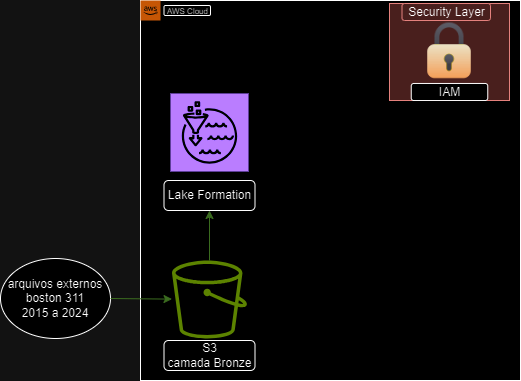 aws
AWS Cloud
Security Layer
IAM
Lake Formation
arquivos externos
boston 311
2015 a 2024
S3
camada Bronze